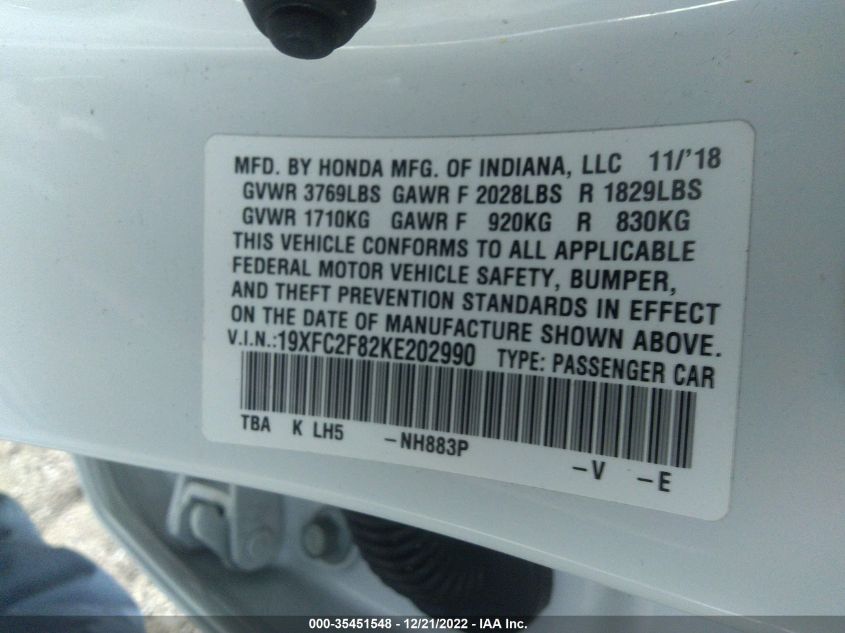 MFD. BY HONDA MFG. OF INDIANA, LLC 11/'18
GVWR 3769LBS GAWR F 2028LBS R 1829LBS
GVWR 1710KG GAWR F 920KG R 830KG
THIS VEHICLE CONFORMS TO ALL APPLICABLE
FEDERAL MOTOR VEHICLE SAFETY, BUMPER,
AND THEFT PREVENTION STANDARDS IN EFFECT
ON THE DATE OF MANUFACTURE SHOWN ABOVE.
V.I.N.:19XFC2F82KE202990 TYPE: PASSENGER CAR
TBA K LH5 -NH883P -V -E
000-35451548 - 12/21/2022 - IAA Inc.